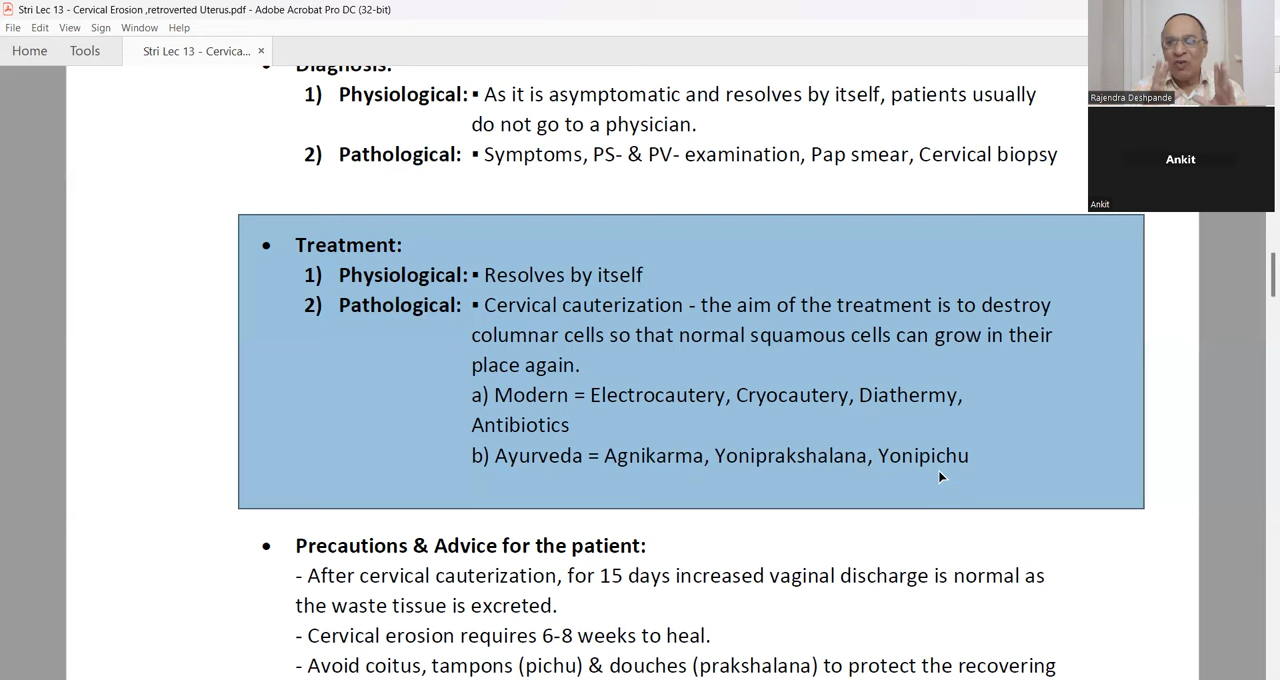 Stri Lec 13 - Cervical Erosion ,retroverted Uterus.pdf - Adobe Acrobat Pro DC (32-bit)
File Edit View Sign Window Help
Home Tools Stri Lec 13 - Cervica... ×
• Diagnosis:
1) Physiological: ▪ As it is asymptomatic and resolves by itself, patients usually
do not go to a physician.
2) Pathological: ▪ Symptoms, PS- & PV- examination, Pap smear, Cervical biopsy
• Treatment:
1) Physiological: ▪ Resolves by itself
2) Pathological: ▪ Cervical cauterization - the aim of the treatment is to destroy
columnar cells so that normal squamous cells can grow in their
place again.
a) Modern = Electrocautery, Cryocautery, Diathermy,
Antibiotics
b) Ayurveda = Agnikarma, Yoniprakshalana, Yonipichu
• Precautions & Advice for the patient:
- After cervical cauterization, for 15 days increased vaginal discharge is normal as
the waste tissue is excreted.
- Cervical erosion requires 6-8 weeks to heal.
- Avoid coitus, tampons (pichu) & douches (prakshalana) to protect the recovering
Rajendra Deshpande
Ankit
Ankit